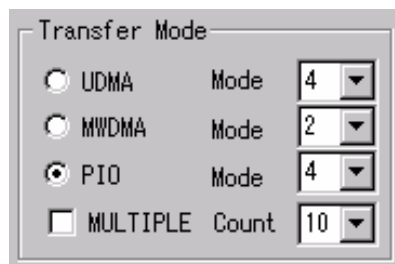 Transfer Mode
UDMA Mode 4
MWDMA Mode 2
PIO Mode 4
MULTIPLE Count 10